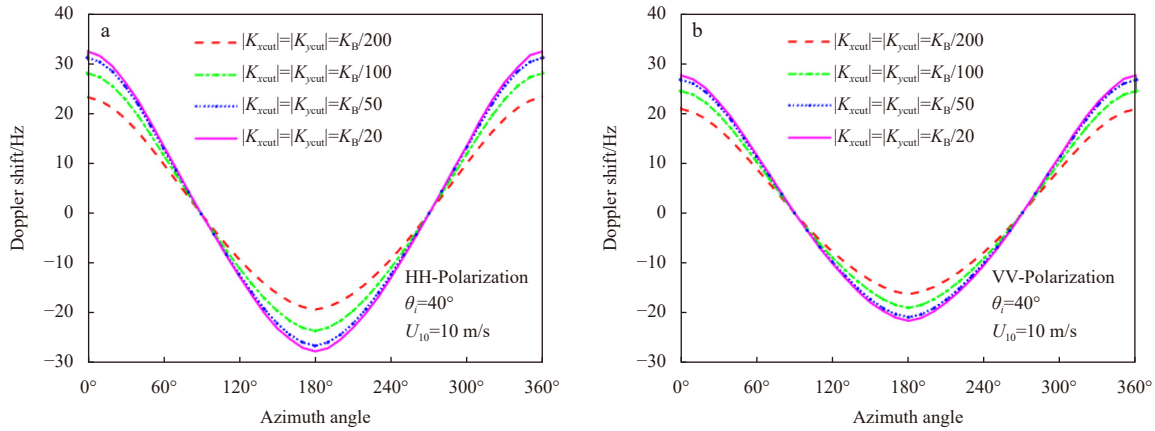 a
|Kxcut|=|Kycut|=KB/200
|Kxcut|=|Kycut|=KB/100
|Kxcut|=|Kycut|=KB/50
|Kxcut|=|Kycut|=KB/20
HH-Polarization
θi=40°
U10=10 m/s
Doppler shift/Hz
40
30
20
10
0
−10
−20
−30
0° 60° 120° 180° 240° 300° 360°
Azimuth angle
b
|Kxcut|=|Kycut|=KB/200
|Kxcut|=|Kycut|=KB/100
|Kxcut|=|Kycut|=KB/50
|Kxcut|=|Kycut|=KB/20
VV-Polarization
θi=40°
U10=10 m/s
Doppler shift/Hz
40
30
20
10
0
−10
−20
−30
0° 60° 120° 180° 240° 300° 360°
Azimuth angle